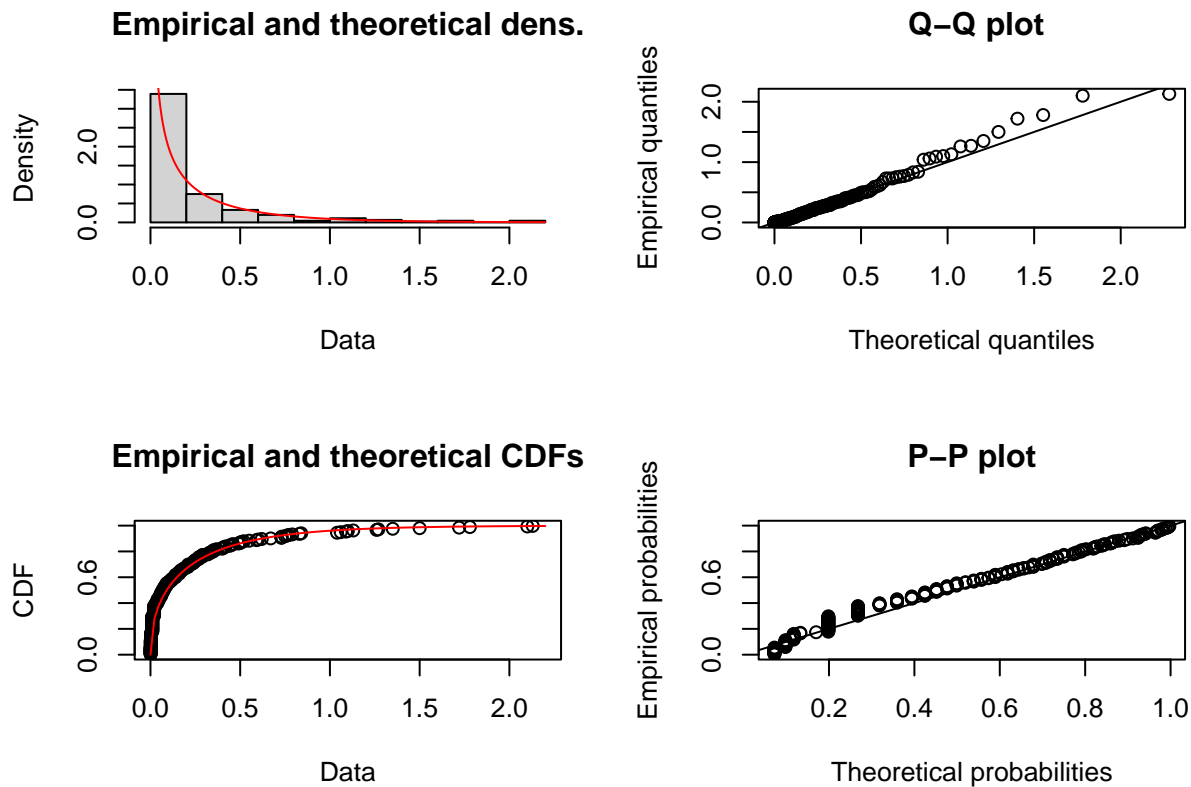 Empirical and theoretical dens.
Density
0.0 2.0
0.0 0.5 1.0 1.5 2.0
Data
Q−Q plot
Empirical quantiles
0.0 1.0 2.0
0.0 0.5 1.0 1.5 2.0
Theoretical quantiles
Empirical and theoretical CDFs
CDF
0.0 0.6
0.0 0.5 1.0 1.5 2.0
Data
P−P plot
Empirical probabilities
0.0 0.6
0.2 0.4 0.6 0.8 1.0
Theoretical probabilities